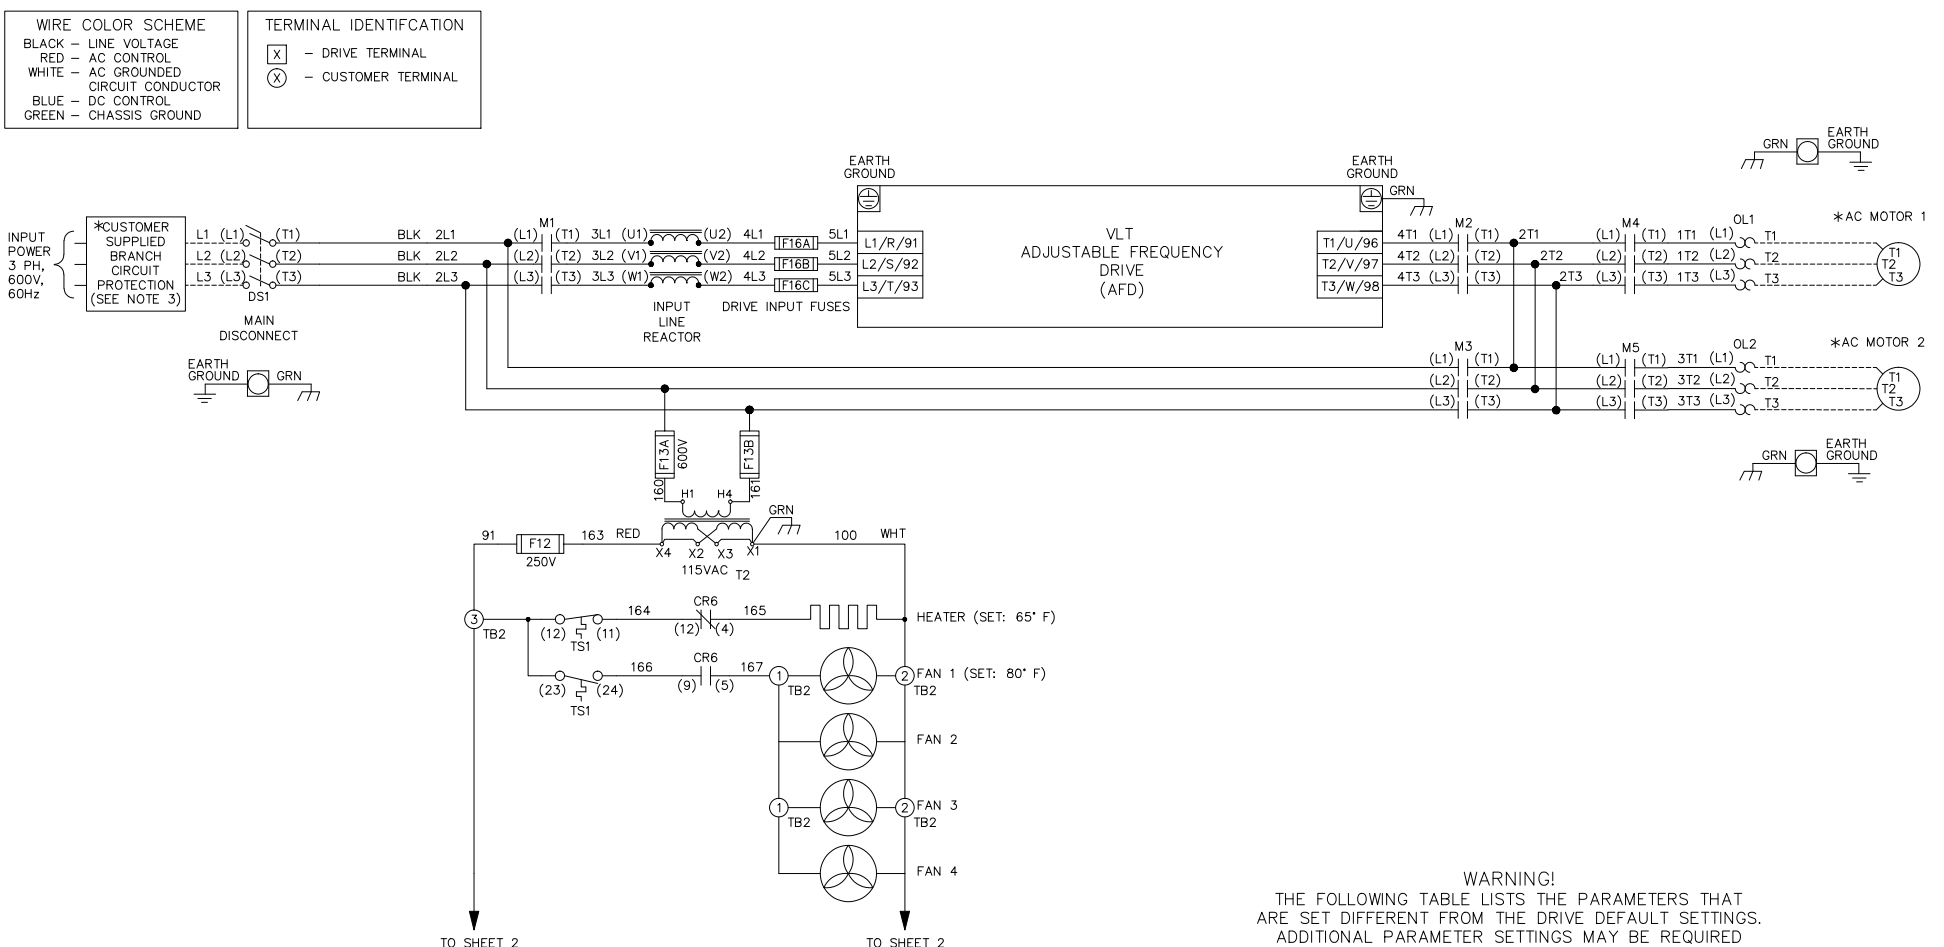 WIRE COLOR SCHEME
BLACK – LINE VOLTAGE
RED – AC CONTROL
WHITE – AC GROUNDED
CIRCUIT CONDUCTOR
BLUE – DC CONTROL
GREEN – CHASSIS GROUND
TERMINAL IDENTIFCATION
X – DRIVE TERMINAL
X – CUSTOMER TERMINAL
INPUT
POWER
3 PH,
600V,
60Hz
*CUSTOMER
SUPPLIED
BRANCH
CIRCUIT
PROTECTION
(SEE NOTE 3)
L1 (L1) (T1) BLK 2L1 (L1) M1 (T1) 3L1 (U1) (U2) 4L1 F16A 5L1 L1/R/91
L2 (L2) (T2) BLK 2L2 (L2) (T2) 3L2 (V1) (V2) 4L2 F16B 5L2 L2/S/92
L3 (L3) (T3) BLK 2L3 (L3) (T3) 3L3 (W1) (W2) 4L3 F16C 5L3 L3/T/93
DS1
MAIN
DISCONNECT
INPUT
LINE
REACTOR
DRIVE INPUT FUSES
EARTH
GROUND
GRN
EARTH
GROUND
VLT
ADJUSTABLE FREQUENCY
DRIVE
(AFD)
EARTH
GROUND
GRN
T1/U/96 4T1 (L1) M2 (T1) 2T1 (L1) M4 (T1) 1T1 (L1) OL1 T1
T2/V/97 4T2 (L2) (T2) 2T2 (L2) (T2) 1T2 (L2) T2
T3/W/98 4T3 (L3) (T3) 2T3 (L3) (T3) 1T3 (L3) T3
GRN
EARTH
GROUND
*AC MOTOR 1
T1
T2
T3
(L1) M3 (T1) (L1) M5 (T1) 3T1 (L1) OL2 T1
(L2) (T2) (L2) (T2) 3T2 (L2) T2
(L3) (T3) (L3) (T3) 3T3 (L3) T3
*AC MOTOR 2
T1
T2
T3
GRN
EARTH
GROUND
F13A
600V
F13B
160
161
H1 H4
GRN
91 F12 163 RED
250V
X4 X2 X3 X1
100 WHT
115VAC T2
3
TB2
(12) (11) 164 CR6 165
TS1
(12) (4)
HEATER (SET: 65° F)
(23) (24) 166 CR6 167
TS1
(9) (5)
1
TB2
2
TB2
FAN 1 (SET: 80° F)
FAN 2
1
TB2
2
TB2
FAN 3
FAN 4
TO SHEET 2
TO SHEET 2
WARNING!
THE FOLLOWING TABLE LISTS THE PARAMETERS THAT
ARE SET DIFFERENT FROM THE DRIVE DEFAULT SETTINGS.
ADDITIONAL PARAMETER SETTINGS MAY BE REQUIRED